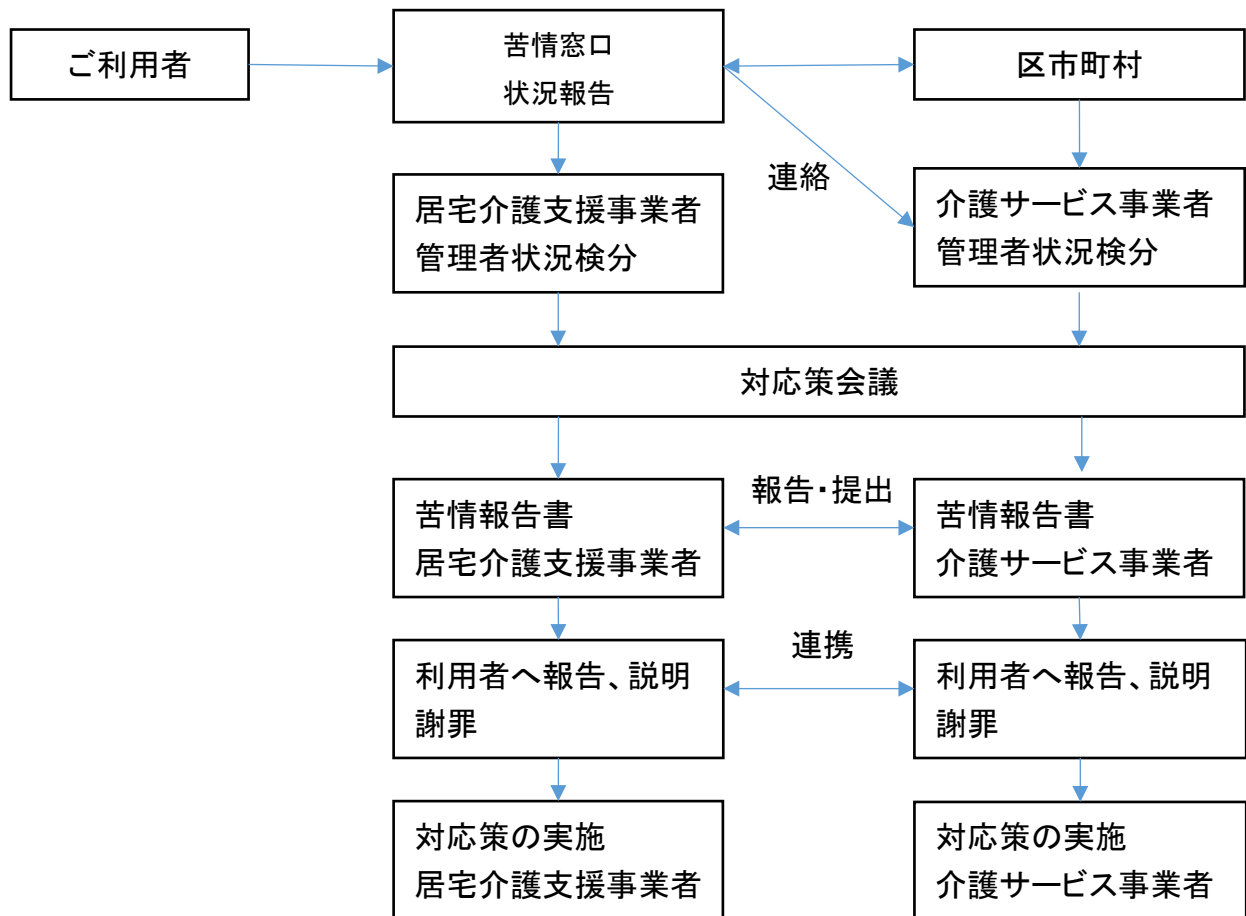 ご利用者
苦情窓口
状況報告
区市町村
連絡
居宅介護支援事業者
管理者状況検分
介護サービス事業者
管理者状況検分
対応策会議
報告・提出
苦情報告書
居宅介護支援事業者
苦情報告書
介護サービス事業者
連携
利用者へ報告、説明
謝罪
利用者へ報告、説明
謝罪
対応策の実施
居宅介護支援事業者
対応策の実施
介護サービス事業者